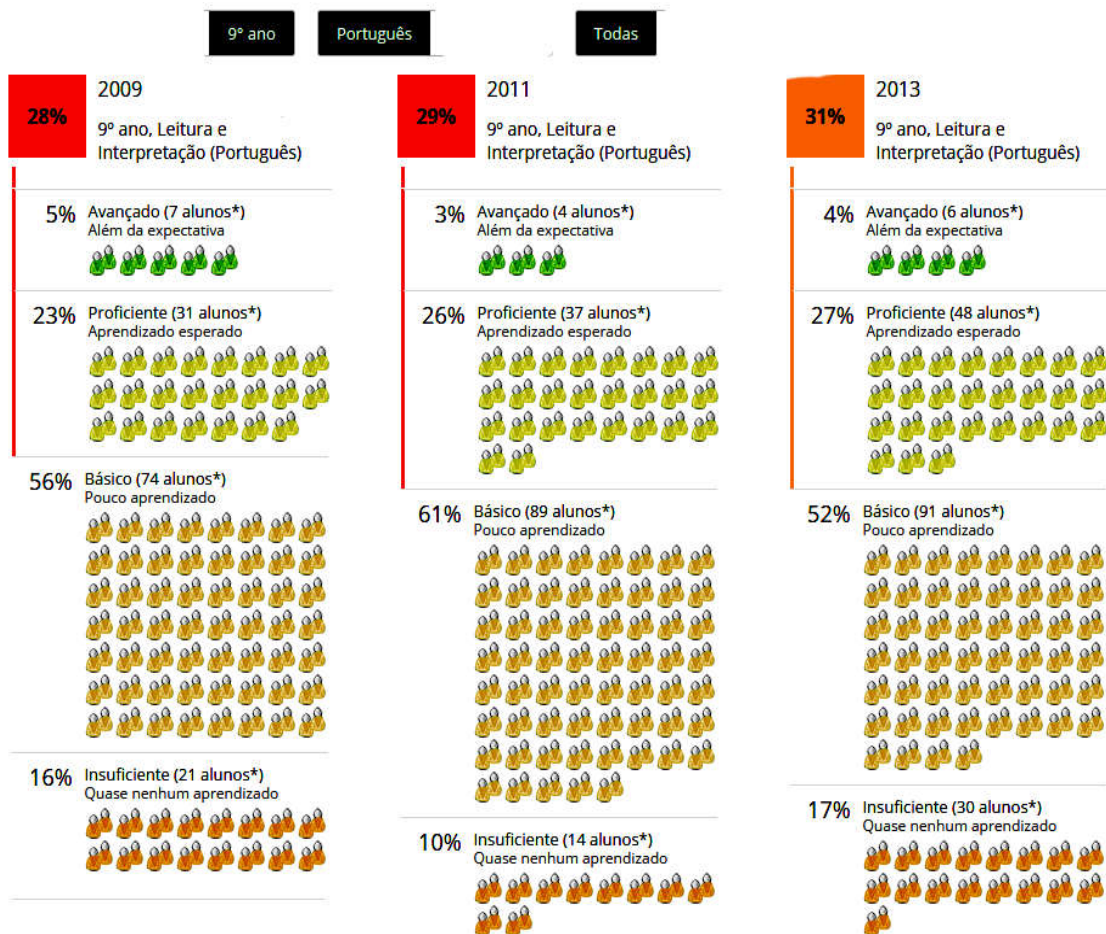 9º ano
Português
Todas
28%
2009
9º ano, Leitura e
Interpretação (Português)
5%
Avançado (7 alunos*)
Além da expectativa
23%
Proficiente (31 alunos*)
Aprendizado esperado
56%
Básico (74 alunos*)
Pouco aprendizado
16%
Insuficiente (21 alunos*)
Quase nenhum aprendizado
29%
2011
9º ano, Leitura e
Interpretação (Português)
3%
Avançado (4 alunos*)
Além da expectativa
26%
Proficiente (37 alunos*)
Aprendizado esperado
61%
Básico (89 alunos*)
Pouco aprendizado
10%
Insuficiente (14 alunos*)
Quase nenhum aprendizado
31%
2013
9º ano, Leitura e
Interpretação (Português)
4%
Avançado (6 alunos*)
Além da expectativa
27%
Proficiente (48 alunos*)
Aprendizado esperado
52%
Básico (91 alunos*)
Pouco aprendizado
17%
Insuficiente (30 alunos*)
Quase nenhum aprendizado